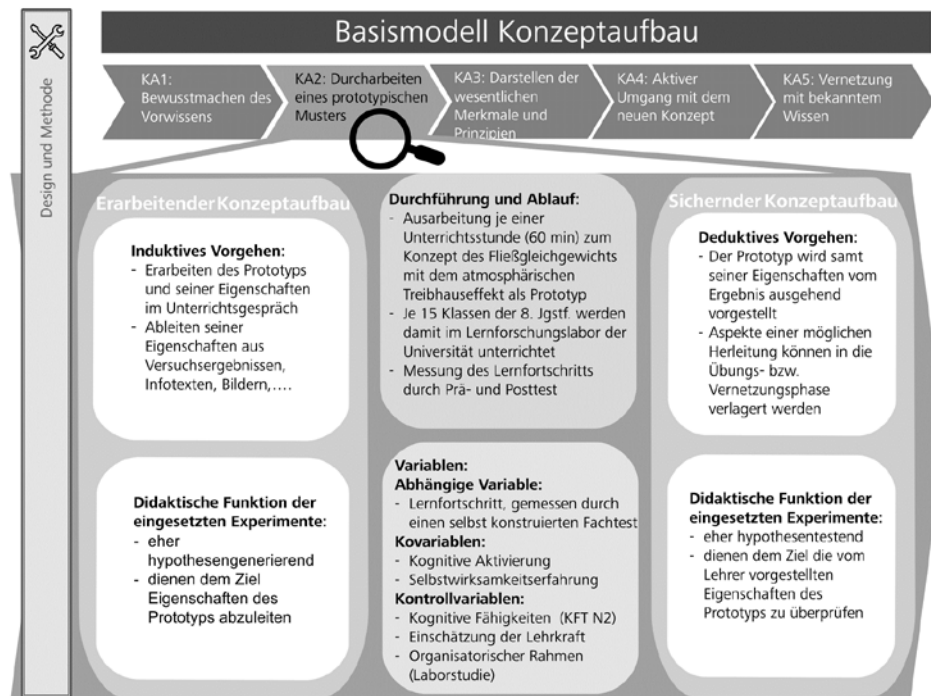 Design und Methode
Basismodell Konzeptaufbau
KA1:
Bewusstmachen des
Vorwissens
KA2: Durcharbeiten
eines prototypischen
Musters
KA3: Darstellen der
wesentlichen
Merkmale und
Prinzipien
KA4: Aktiver
Umgang mit dem
neuen Konzept
KA5: Vernetzung
mit bekanntem
Wissen
Erarbeitender Konzeptaufbau
Induktives Vorgehen:
- Erarbeiten des Prototyps
und seiner Eigenschaften
im Unterrichtsgespräch
- Ableiten seiner
Eigenschaften aus
Versuchsergebnissen,
Infotexten, Bildern,....
Didaktische Funktion der
eingesetzten Experimente:
- eher
hypothesengenerierend
- dienen dem Ziel
Eigenschaften des
Prototyps abzuleiten
Durchführung und Ablauf:
- Ausarbeitung je einer
Unterrichtsstunde (60 min) zum
Konzept des Fließgleichgewichts
mit dem atmosphärischen
Treibhauseffekt als Prototyp
- Je 15 Klassen der 8. Jgstf. werden
damit im Lernforschungslabor der
Universität unterrichtet
- Messung des Lernfortschritts
durch Prä- und Posttest
Variablen:
Abhängige Variable:
- Lernfortschritt, gemessen durch
einen selbst konstruierten Fachtest
Kovariablen:
- Kognitive Aktivierung
- Selbstwirksamkeitserfahrung
Kontrollvariablen:
- Kognitive Fähigkeiten (KFT N2)
- Einschätzung der Lehrkraft
- Organisatorischer Rahmen
(Laborstudie)
Sichernder Konzeptaufbau
Deduktives Vorgehen:
- Der Prototyp wird samt
seiner Eigenschaften vom
Ergebnis ausgehend
vorgestellt
- Aspekte einer möglichen
Herleitung können in die
Übungs- bzw.
Vernetzungsphase
verlagert werden
Didaktische Funktion der
eingesetzten Experimente:
- eher hypothesentestend
- dienen dem Ziel die vom
Lehrer vorgestellten
Eigenschaften des
Prototyps zu überprüfen